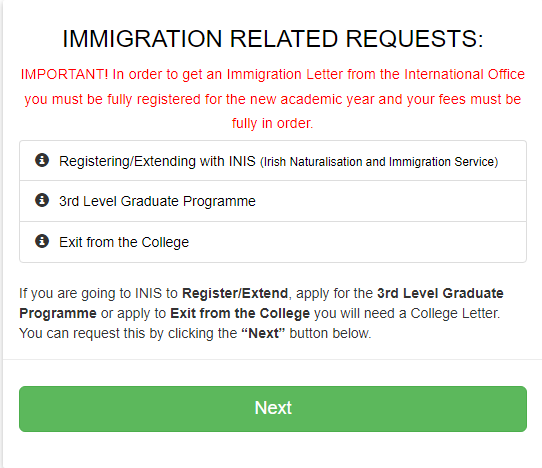 IMMIGRATION RELATED REQUESTS:
IMPORTANT! In order to get an Immigration Letter from the International Office
you must be fully registered for the new academic year and your fees must be
fully in order.
Registering/Extending with INIS (Irish Naturalisation and Immigration Service)
3rd Level Graduate Programme
Exit from the College
If you are going to INIS to Register/Extend, apply for the 3rd Level Graduate
Programme or apply to Exit from the College you will need a College Letter.
You can request this by clicking the “Next” button below.
Next